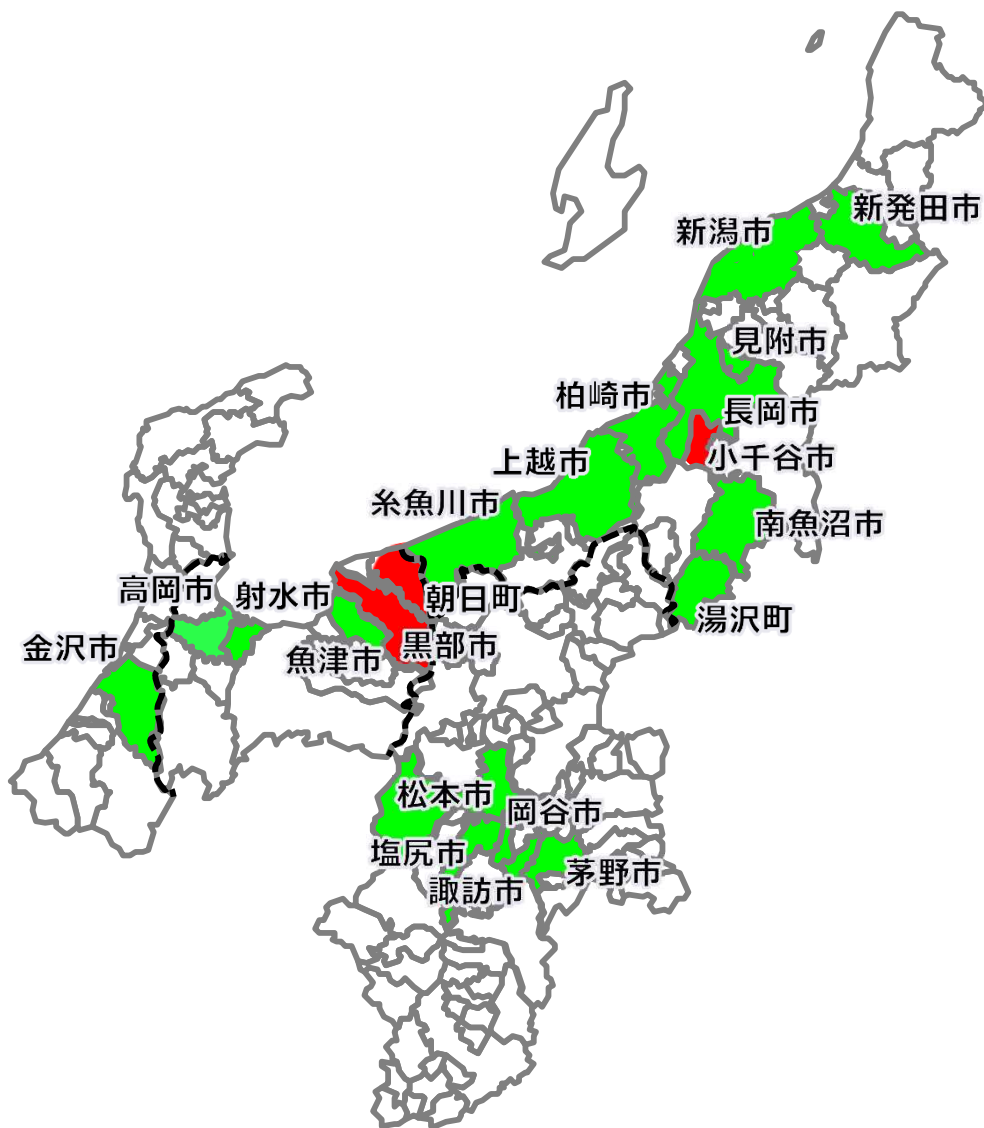 新発田市
新潟市
見附市
柏崎市
長岡市
上越市
小千谷市
糸魚川市
南魚沼市
高岡市
射水市
朝日町
湯沢町
金沢市
魚津市
黒部市
松本市
岡谷市
塩尻市
茅野市
諏訪市